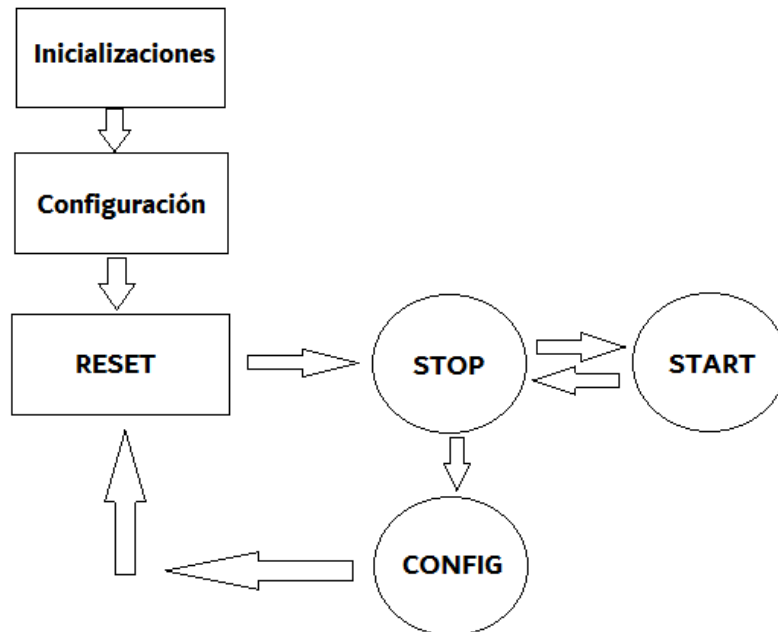 Inicializaciones
Configuración
RESET
STOP
START
CONFIG